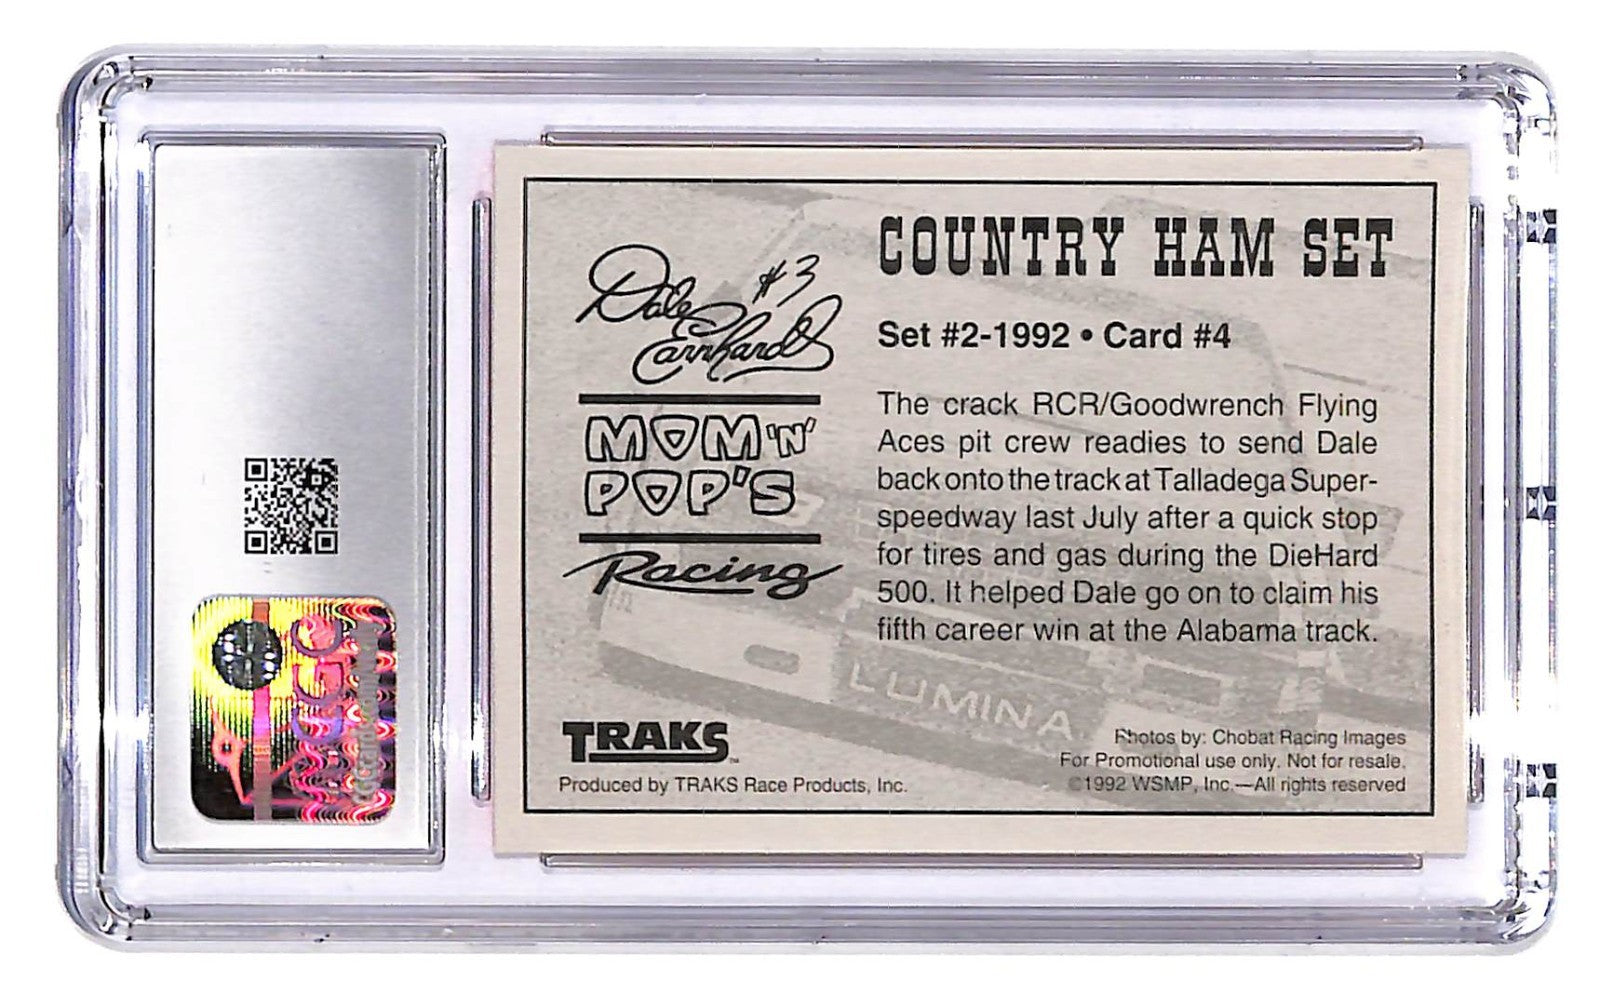 Dale #3
Earnhardt
MOM 'N'
POP'S
Racing
COUNTRY HAM SET
Set #2-1992 • Card #4
The crack RCR/Goodwrench Flying
Aces pit crew readies to send Dale
back onto the track at Talladega Super-
speedway last July after a quick stop
for tires and gas during the DieHard
500. It helped Dale go on to claim his
fifth career win at the Alabama track.
LUMINA
TRAKS™
Produced by TRAKS Race Products, Inc.
Photos by: Chobat Racing Images
For Promotional use only. Not for resale.
©1992 WSMP, Inc.—All rights reserved